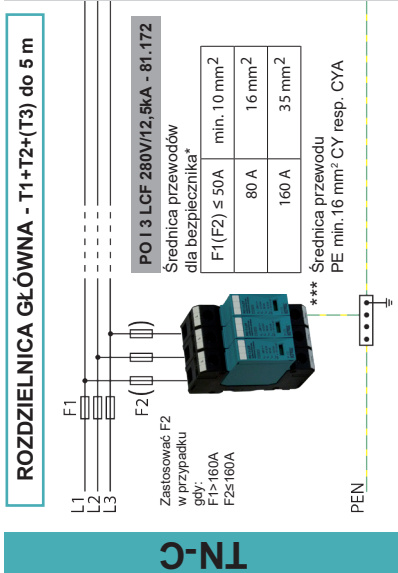 TN-C
ROZDZIELNICA GŁÓWNA - T1+T2+(T3) do 5 m
F1
L1
L2
L3
F2
Zastosować F2
w przypadku
gdy:
F1>160A
F2≤160A
PO I 3 LCF 280V/12,5kA - 81.172
Średnica przewodów
dla bezpiecznika*
F1(F2) ≤ 50A min. 10 mm²
80 A 16 mm²
160 A 35 mm²
*** Średnica przewodu
PE min.16 mm² CY resp. CYA
PEN